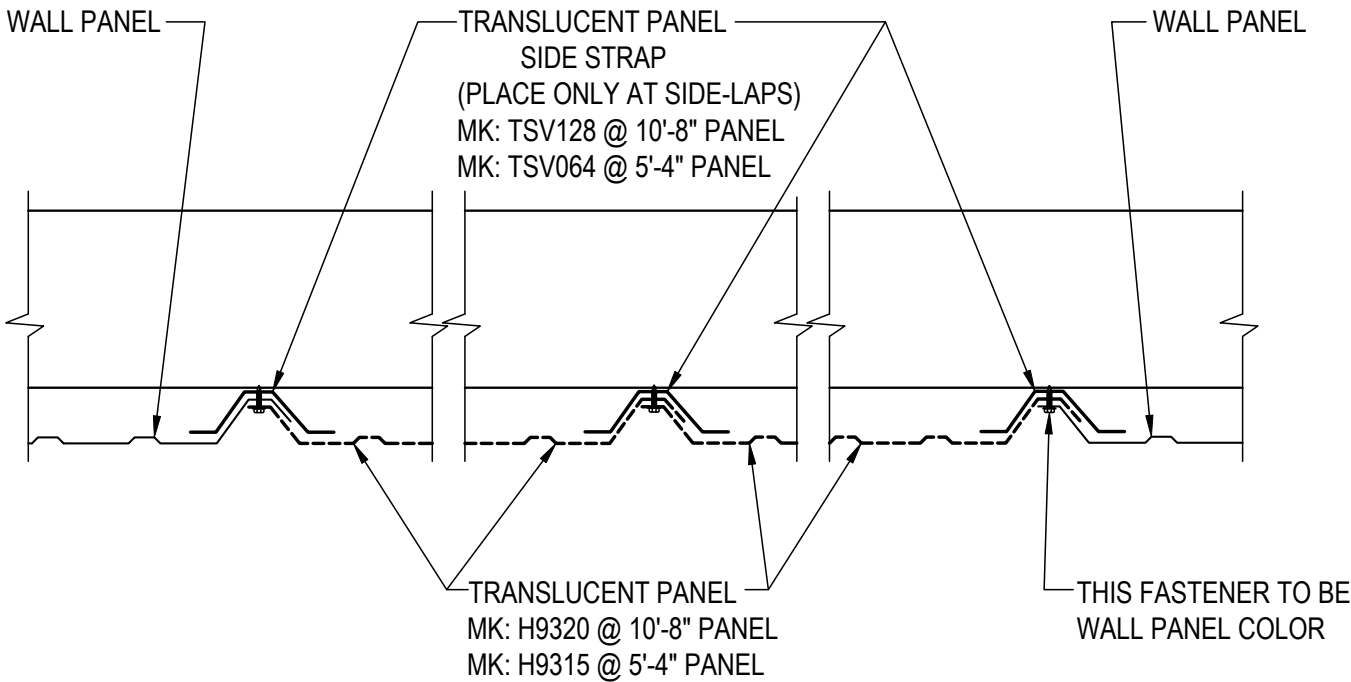 WALL PANEL
TRANSLUCENT PANEL
SIDE STRAP
(PLACE ONLY AT SIDE-LAPS)
MK: TSV128 @ 10'-8" PANEL
MK: TSV064 @ 5'-4" PANEL
WALL PANEL
TRANSLUCENT PANEL
MK: H9320 @ 10'-8" PANEL
MK: H9315 @ 5'-4" PANEL
THIS FASTENER TO BE
WALL PANEL COLOR